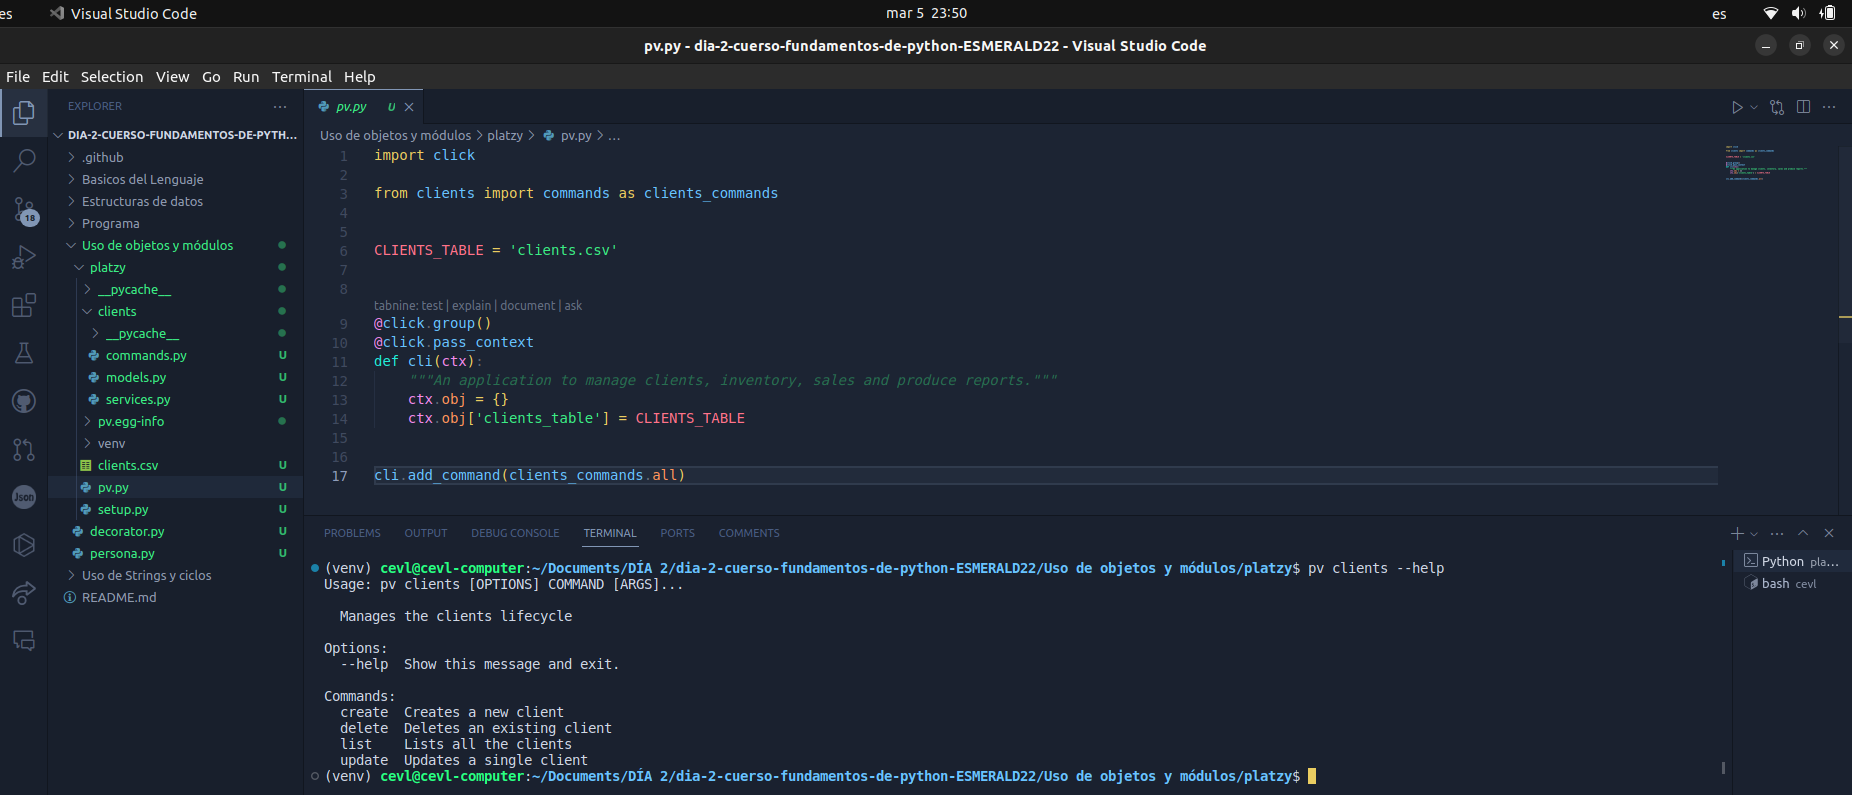 es
Visual Studio Code
mar 5 23:50
es
pv.py - dia-2-cuerso-fundamentos-de-python-ESMERALD22 - Visual Studio Code
File Edit Selection View Go Run Terminal Help
EXPLORER
DIA-2-CUERSO-FUNDAMENTOS-DE-PYTH...
.github
Basicos del Lenguaje
Estructuras de datos
Programa
Uso de objetos y módulos
platzy
__pycache__
clients
__pycache__
commands.py U
models.py U
services.py U
pv.egg-info
venv
clients.csv U
pv.py U
setup.py U
decorator.py U
persona.py U
Uso de Strings y ciclos
README.md
18
Json
pv.py U
Uso de objetos y módulos > platzy > pv.py > ...
1 import click
2
3 from clients import commands as clients_commands
4
5
6 CLIENTS_TABLE = 'clients.csv'
7
8
tabnine: test | explain | document | ask
9 @click.group()
10 @click.pass_context
11 def cli(ctx):
12 """An application to manage clients, inventory, sales and produce reports."""
13 ctx.obj = {}
14 ctx.obj['clients_table'] = CLIENTS_TABLE
15
16
17 cli.add_command(clients_commands.all)
PROBLEMS OUTPUT DEBUG CONSOLE TERMINAL PORTS COMMENTS
(venv) cevl@cevl-computer:~/Documents/DÍA 2/dia-2-cuerso-fundamentos-de-python-ESMERALD22/Uso de objetos y módulos/platzy$ pv clients --help
Usage: pv clients [OPTIONS] COMMAND [ARGS]...
Manages the clients lifecycle
Options:
--help Show this message and exit.
Commands:
create Creates a new client
delete Deletes an existing client
list Lists all the clients
update Updates a single client
(venv) cevl@cevl-computer:~/Documents/DÍA 2/dia-2-cuerso-fundamentos-de-python-ESMERALD22/Uso de objetos y módulos/platzy$
Python pla...
bash cevl